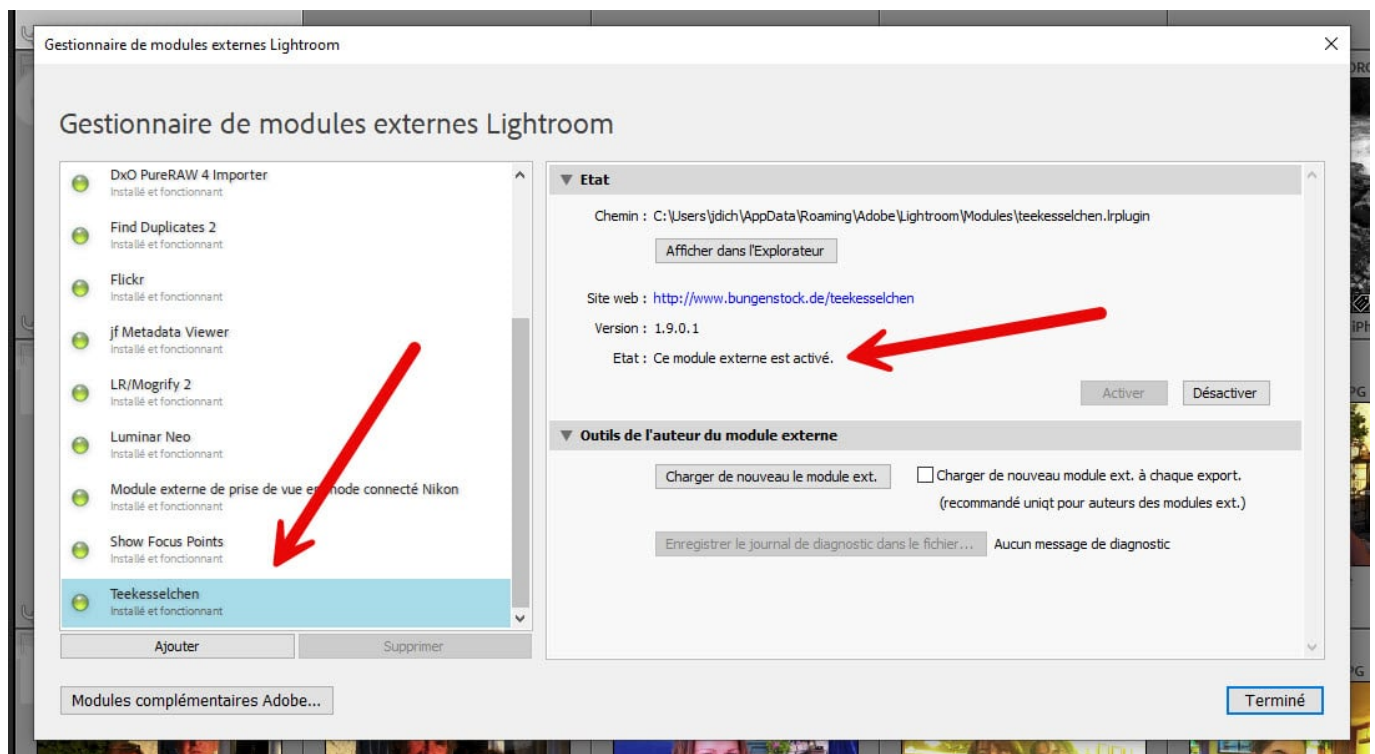 Gestionnaire de modules externes Lightroom
Gestionnaire de modules externes Lightroom
DxO PureRAW 4 Importer
Installé et fonctionnant
Find Duplicates 2
Installé et fonctionnant
Flickr
Installé et fonctionnant
jf Metadata Viewer
Installé et fonctionnant
LR/Mogrify 2
Installé et fonctionnant
Luminar Neo
Installé et fonctionnant
Module externe de prise de vue en mode connecté Nikon
Installé et fonctionnant
Show Focus Points
Installé et fonctionnant
Teekesselchen
Installé et fonctionnant
Ajouter
Supprimer
Etat
Chemin : C:\Users\jdich\AppData\Roaming\Adobe\Lightroom\Modules\teekesselchen.lrplugin
Afficher dans l'Explorateur
Site web : http://www.bungenstock.de/teekesselchen
Version : 1.9.0.1
Etat : Ce module externe est activé.
Activer
Désactiver
Outils de l'auteur du module externe
Charger de nouveau le module ext.
Charger de nouveau module ext. à chaque export.
(recommandé uniqt pour auteurs des modules ext.)
Enregistrer le journal de diagnostic dans le fichier...
Aucun message de diagnostic
Modules complémentaires Adobe...
Terminé